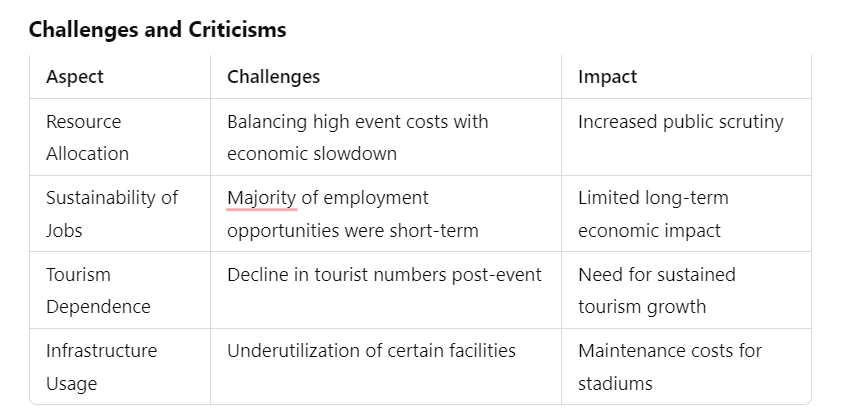 Challenges and Criticisms
Aspect Challenges Impact
Resource Balancing high event costs with Increased public scrutiny
Allocation economic slowdown
Sustainability of Majority of employment Limited long-term
Jobs opportunities were short-term economic impact
Tourism Decline in tourist numbers post-event Need for sustained
Dependence tourism growth
Infrastructure Underutilization of certain facilities Maintenance costs for
Usage stadiums